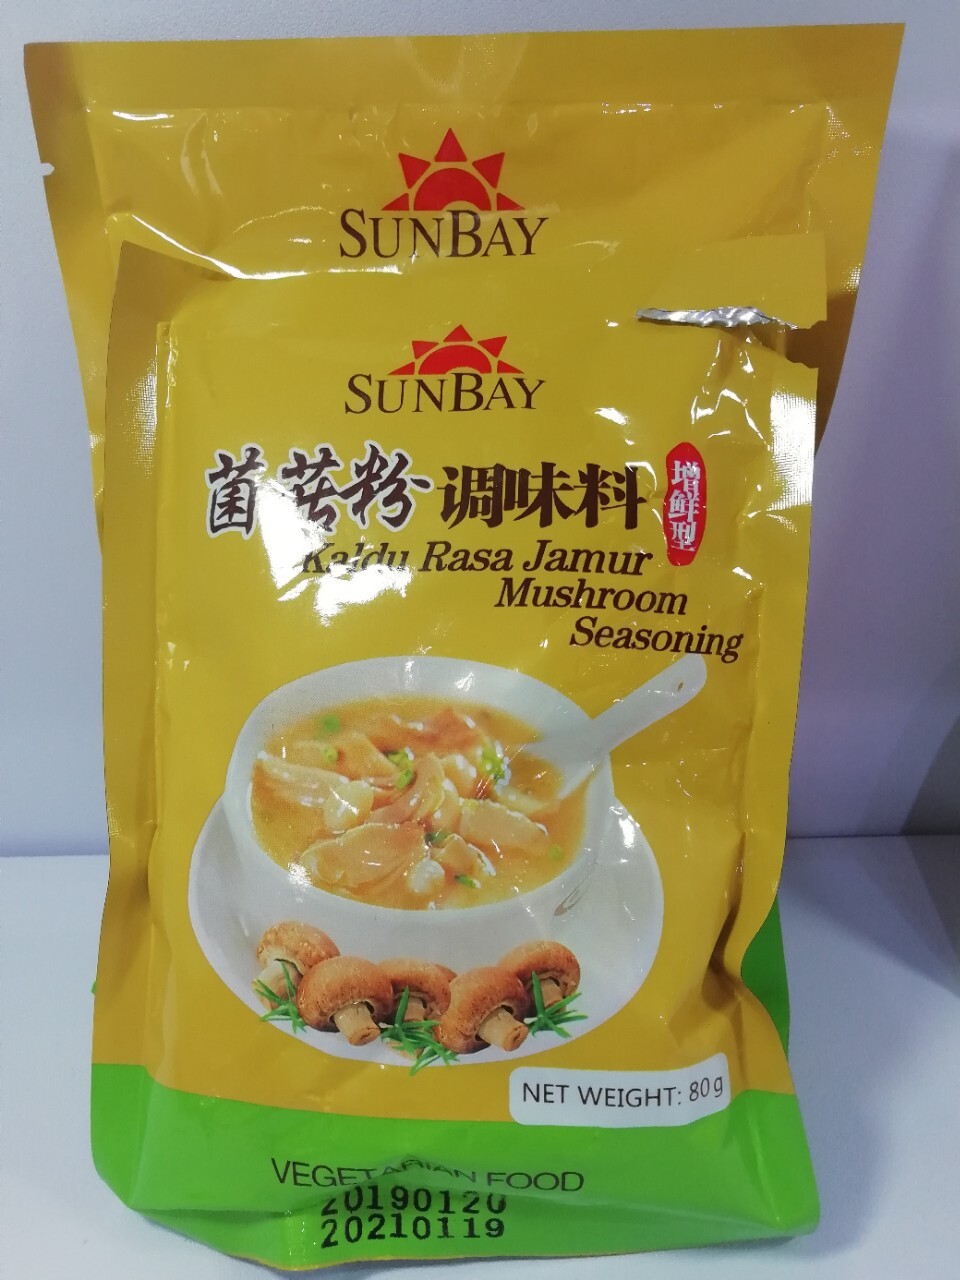 SUNBAY
SUNBAY
菌菇粉 调味料
增鲜型
Kaldu Rasa Jamur
Mushroom
Seasoning
NET WEIGHT: 80g
VEGETARIAN FOOD
20190120
20210119